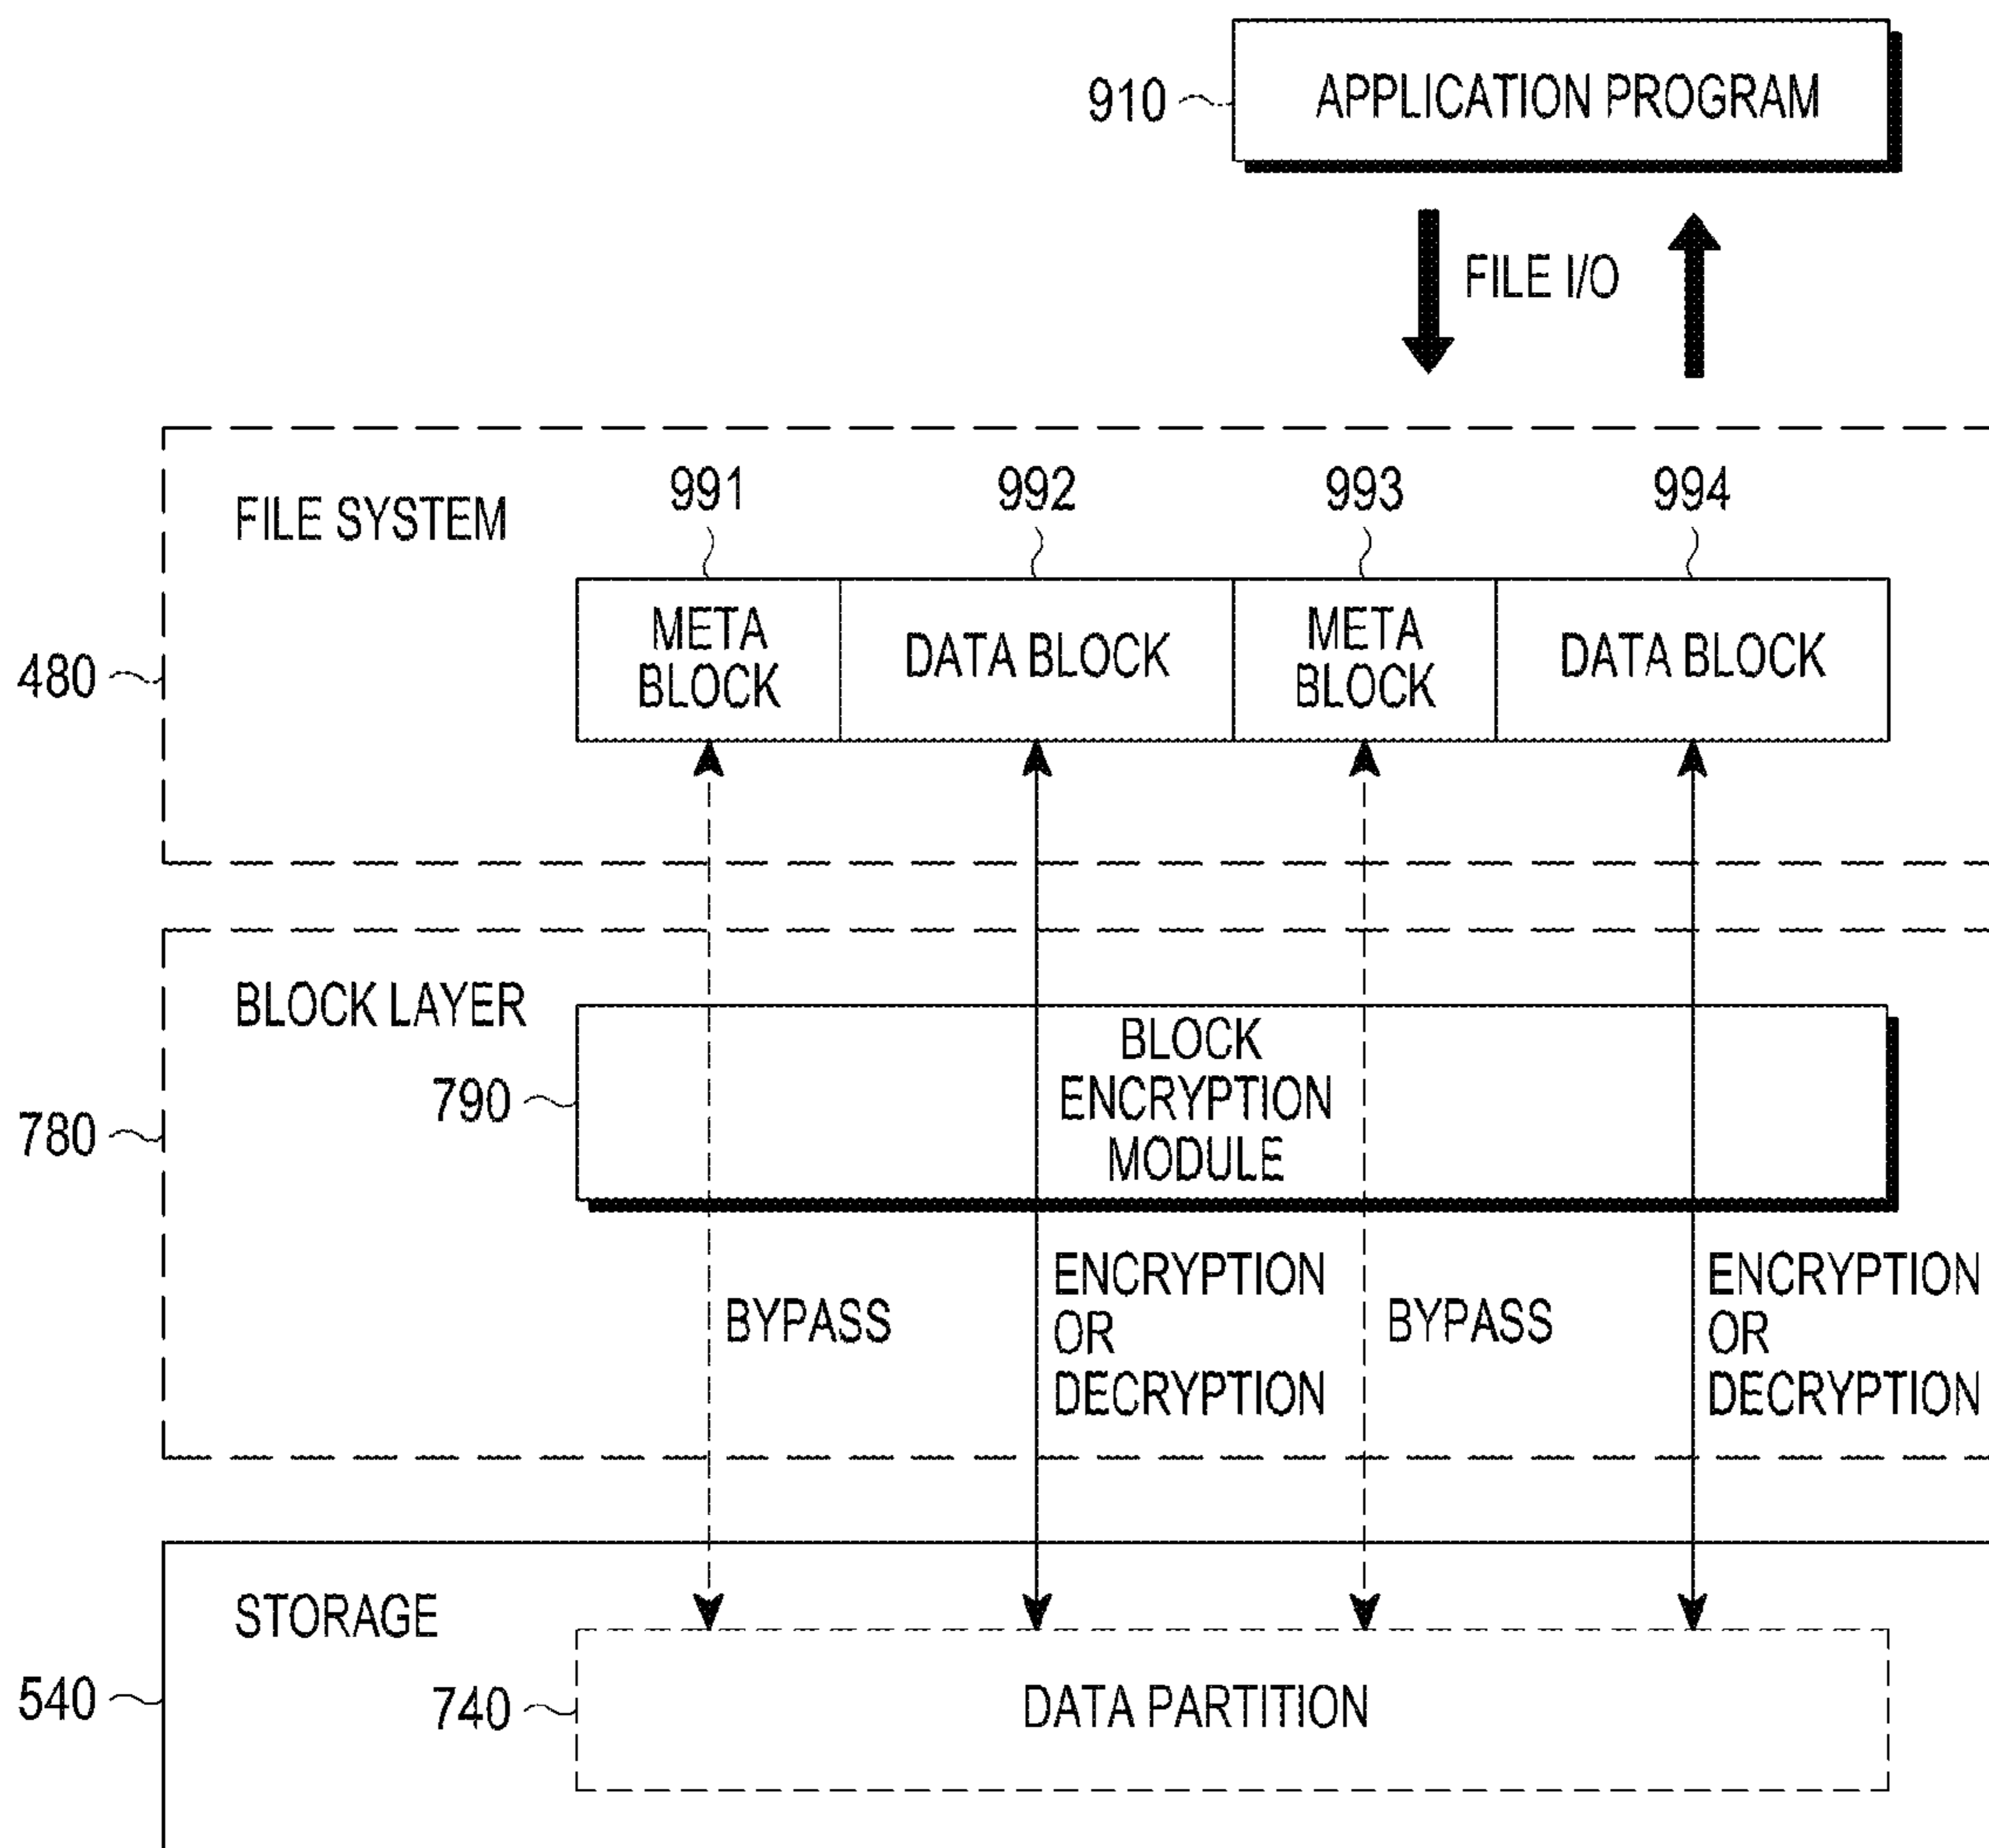 910
APPLICATION PROGRAM
FILE I/O
991
992
993
994
FILE SYSTEM
META
BLOCK
DATA BLOCK
META
BLOCK
DATA BLOCK
480
BLOCK LAYER
BLOCK
ENCRYPTION
MODULE
790
780
BYPASS
ENCRYPTION
OR
DECRYPTION
BYPASS
ENCRYPTION
OR
DECRYPTION
STORAGE
540
740
DATA PARTITION